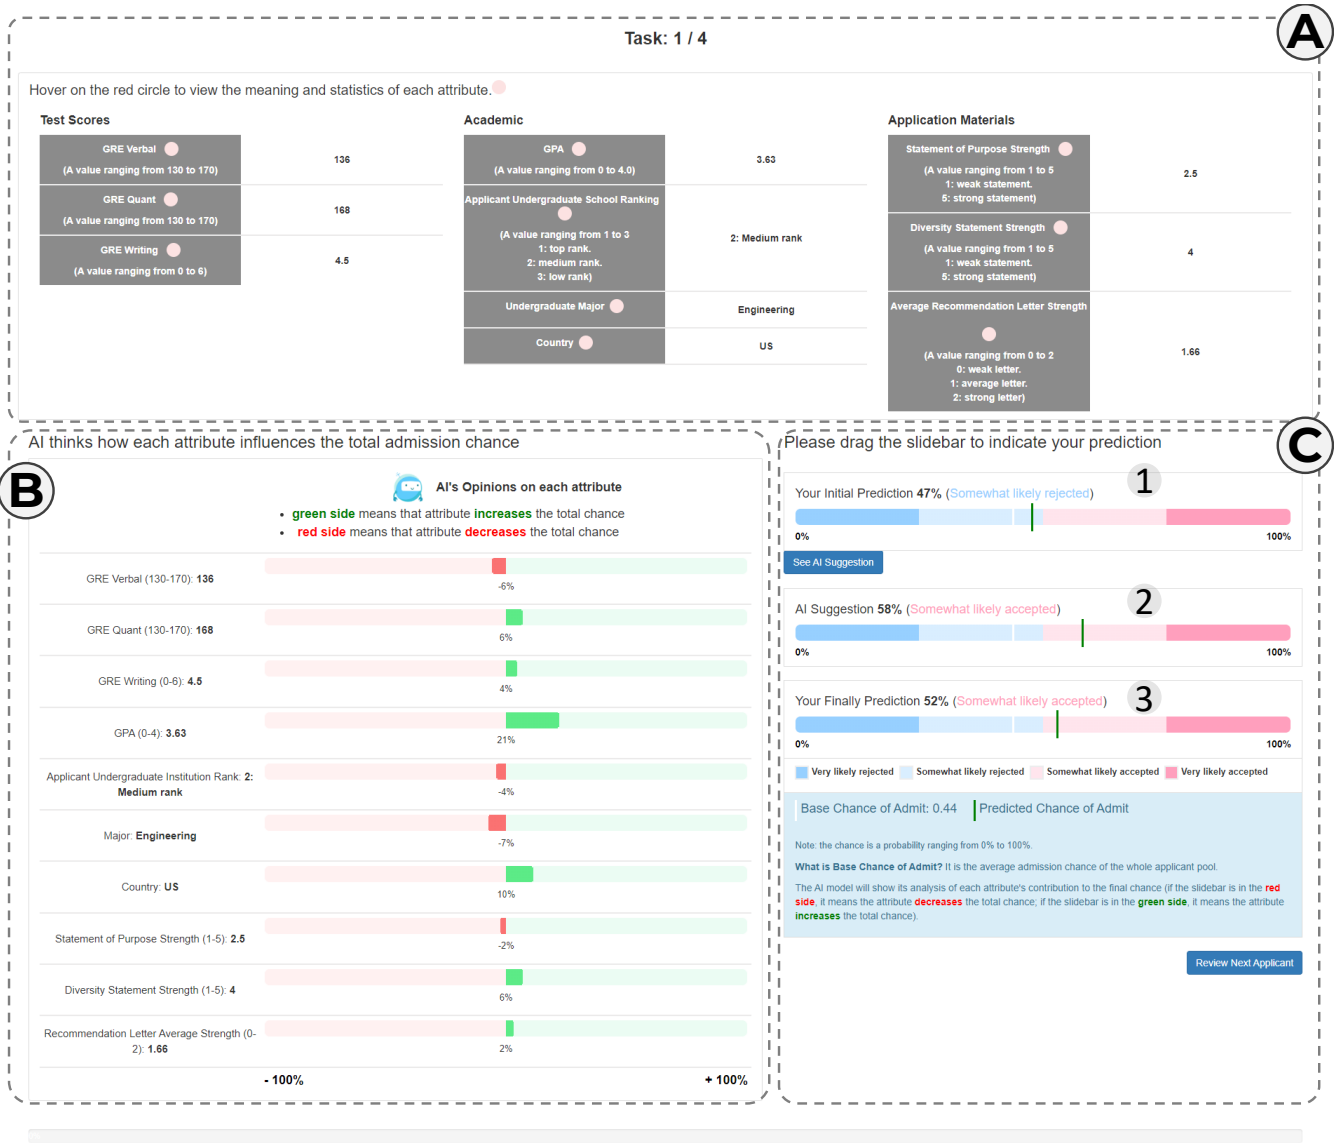 A
Task: 1 / 4
Hover on the red circle to view the meaning and statistics of each attribute.
Test Scores
GRE Verbal
(A value ranging from 130 to 170)
136
GRE Quant
(A value ranging from 130 to 170)
168
GRE Writing
(A value ranging from 0 to 6)
4.5
Academic
GPA
(A value ranging from 0 to 4.0)
3.63
Applicant Undergraduate School Ranking
(A value ranging from 1 to 3
1: top rank.
2: medium rank.
3: low rank)
2: Medium rank
Undergraduate Major
Engineering
Country
US
Application Materials
Statement of Purpose Strength
(A value ranging from 1 to 5
1: weak statement.
5: strong statement)
2.5
Diversity Statement Strength
(A value ranging from 1 to 5
1: weak statement.
5: strong statement)
4
Average Recommendation Letter Strength
(A value ranging from 0 to 2
0: weak letter.
1: average letter.
2: strong letter)
1.66
B
AI thinks how each attribute influences the total admission chance
AI's Opinions on each attribute
• green side means that attribute increases the total chance
• red side means that attribute decreases the total chance
GRE Verbal (130-170): 136
-6%
GRE Quant (130-170): 168
6%
GRE Writing (0-6): 4.5
4%
GPA (0-4): 3.63
21%
Applicant Undergraduate Institution Rank: 2:
Medium rank
-4%
Major: Engineering
-7%
Country: US
10%
Statement of Purpose Strength (1-5): 2.5
-2%
Diversity Statement Strength (1-5): 4
6%
Recommendation Letter Average Strength (0-
2): 1.66
2%
- 100%
+ 100%
C
Please drag the slidebar to indicate your prediction
Your Initial Prediction 47% (Somewhat likely rejected)
1
0%
100%
See AI Suggestion
AI Suggestion 58% (Somewhat likely accepted)
2
0%
100%
Your Finally Prediction 52% (Somewhat likely accepted)
3
0%
100%
Very likely rejected
Somewhat likely rejected
Somewhat likely accepted
Very likely accepted
Base Chance of Admit: 0.44
Predicted Chance of Admit
Note: the chance is a probability ranging from 0% to 100%.
What is Base Chance of Admit? It is the average admission chance of the whole applicant pool.
The AI model will show its analysis of each attribute's contribution to the final chance (if the slidebar is in the red
side, it means the attribute decreases the total chance; if the slidebar is in the green side, it means the attribute
increases the total chance).
Review Next Applicant